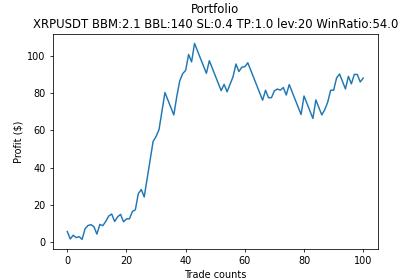 Portfolio
XRPUSDT BBM:2.1 BBL:140 SL:0.4 TP:1.0 lev:20 WinRatio:54.0
100
80
60
40
20
0
Profit ($)
0 20 40 60 80 100
Trade counts